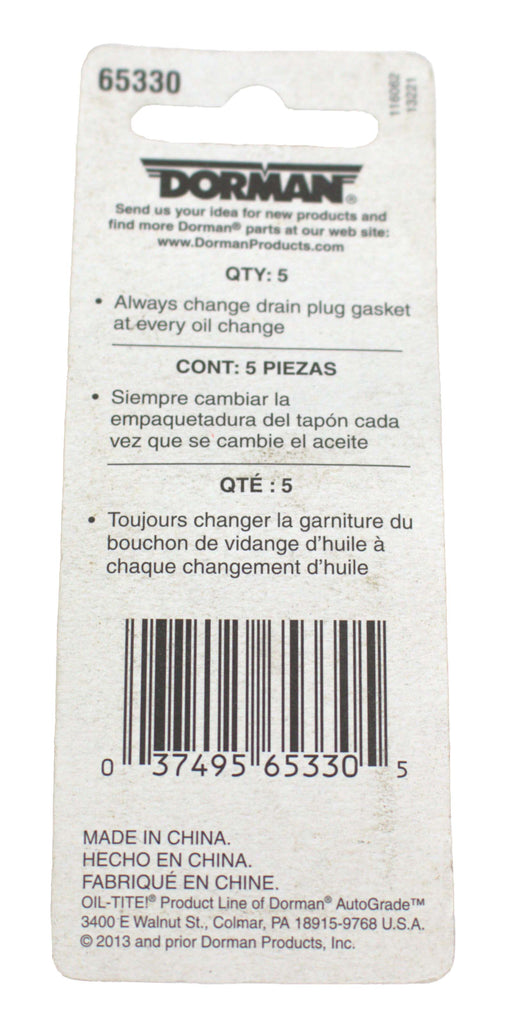 65330
116062
13221
DORMAN®
Send us your idea for new products and
find more Dorman® parts at our web site:
www.DormanProducts.com
QTY: 5
• Always change drain plug gasket
at every oil change
CONT: 5 PIEZAS
• Siempre cambiar la
empaquetadura del tapón cada
vez que se cambie el aceite
QTÉ : 5
• Toujours changer la garniture du
bouchon de vidange d'huile à
chaque changement d'huile
0 37495 65330 5
MADE IN CHINA.
HECHO EN CHINA.
FABRIQUÉ EN CHINE.
OIL-TITE!® Product Line of Dorman® AutoGrade™
3400 E Walnut St., Colmar, PA 18915-9768 U.S.A.
© 2013 and prior Dorman Products, Inc.